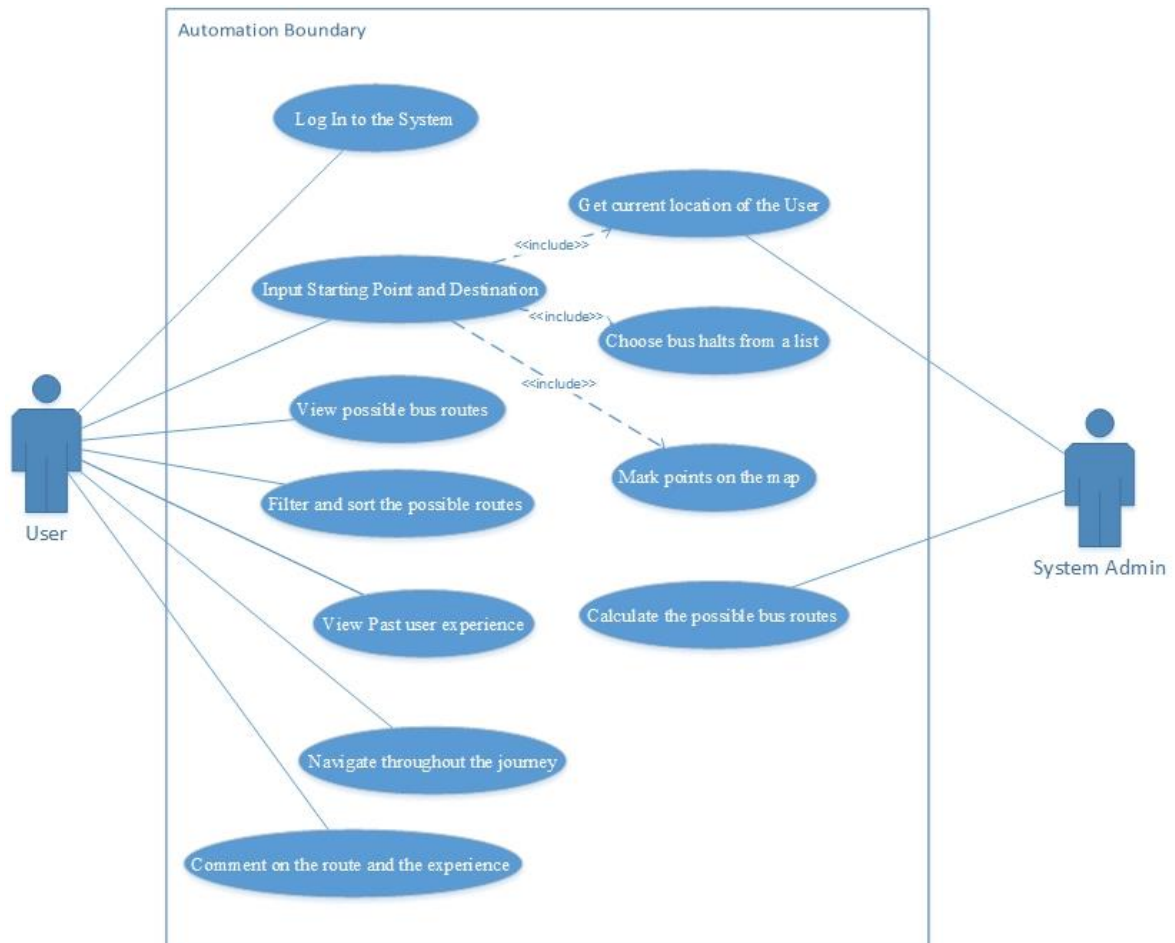 Automation Boundary
Log In to the System
Get current location of the User
<<include>>
Input Starting Point and Destination
<<include>>
Choose bus halts from a list
<<include>>
View possible bus routes
Mark points on the map
Filter and sort the possible routes
User
System Admin
View Past user experience
Calculate the possible bus routes
Navigate throughout the journey
Comment on the route and the experience